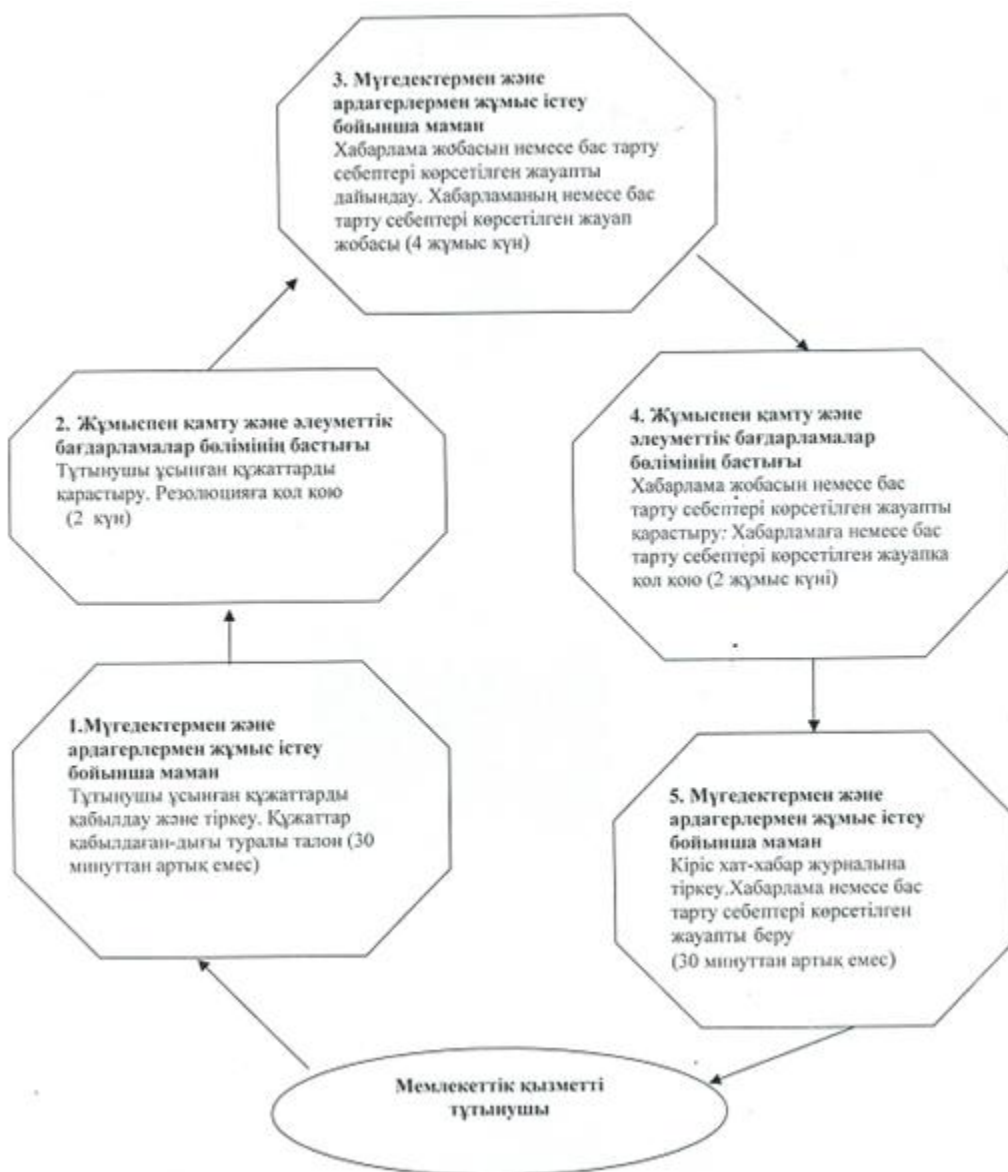 3. Мүгедектермен және
ардагерлермен жұмыс істеу
бойынша маман
Хабарлама жобасын немесе бас тарту
себептері көрсетілген жауапты
дайындау. Хабарламаның немесе бас
тарту себептері көрсетілген жауап
жобасы (4 жұмыс күн)
2. Жұмыспен қамту және әлеуметтік
бағдарламалар бөлімінің бастығы
Тұтынушы ұсынған құжаттарды
қарастыру. Резолюцияға қол қою
(2 күн)
4. Жұмыспен қамту және
әлеуметтік бағдарламалар
бөлімінің бастығы
Хабарлама жобасын немесе бас
тарту себептері көрсетілген жауапты
қарастыру: Хабарламаға немесе бас
тарту себептері көрсетілген жауапка
қол қою (2 жұмыс күні)
1.Мүгедектермен және
ардагерлермен жұмыс істеу
бойынша маман
Тұтынушы ұсынған құжаттарды
қабылдау және тіркеу. Құжаттар
қабылдаған-дығы туралы талон (30
минуттан артық емес)
5. Мүгедектермен және
ардагерлермен жұмыс істеу
бойынша маман
Кіріс хат-хабар журналына
тіркеу.Хабарлама немесе бас
тарту себептері көрсетілген
жауапты беру
(30 минуттан артық емес)
Мемлекеттік қызметті
тұтынушы